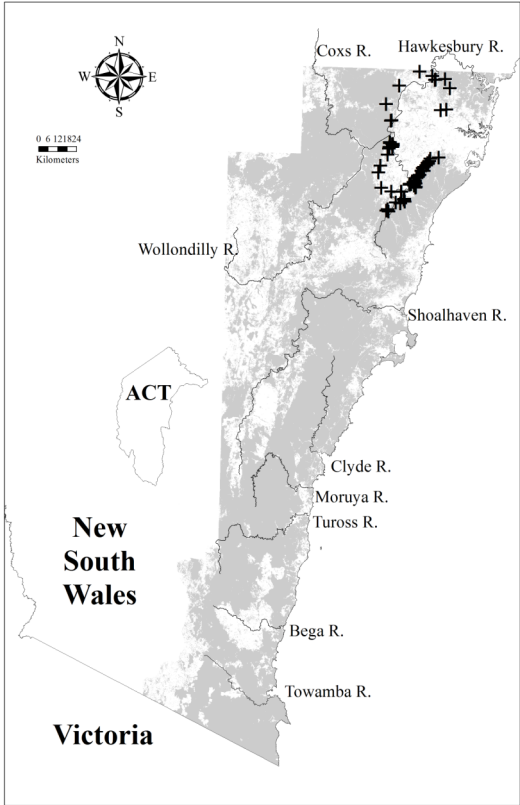 Coxs R.
Hawkesbury R.
N
W
E
S
0 6 121824
Kilometers
Wollondilly R.
Shoalhaven R.
ACT
Clyde R.
Moruya R.
Tuross R.
New
South
Wales
Bega R.
Towamba R.
Victoria